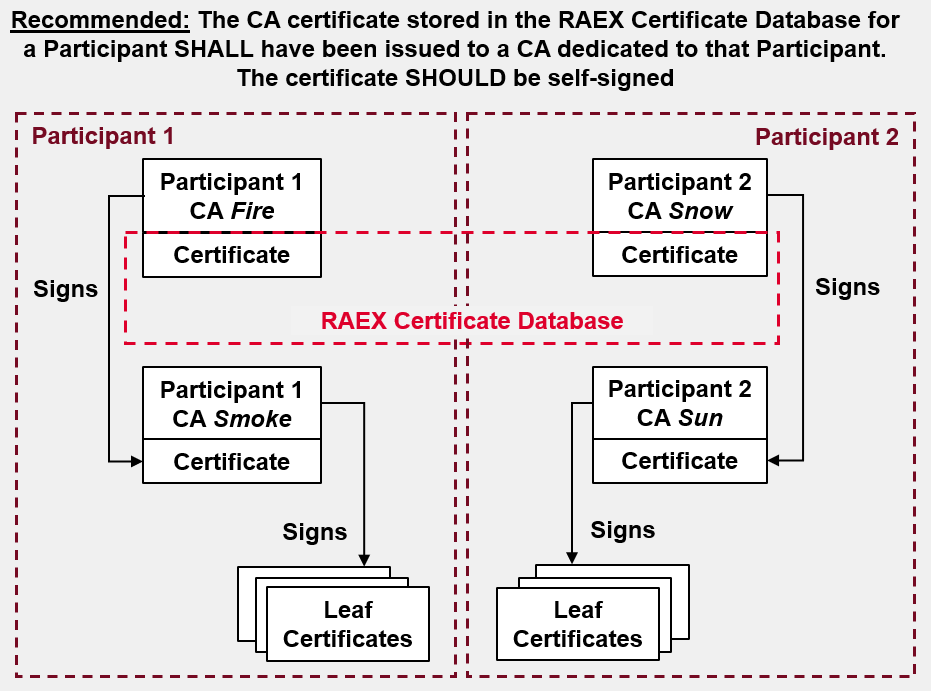 Recommended: The CA certificate stored in the RAEX Certificate Database for
a Participant SHALL have been issued to a CA dedicated to that Participant.
The certificate SHOULD be self-signed
Participant 1
Participant 2
Participant 1
CA Fire
Certificate
Participant 2
CA Snow
Certificate
Signs
Signs
RAEX Certificate Database
Participant 1
CA Smoke
Certificate
Participant 2
CA Sun
Certificate
Signs
Signs
Leaf
Certificates
Leaf
Certificates